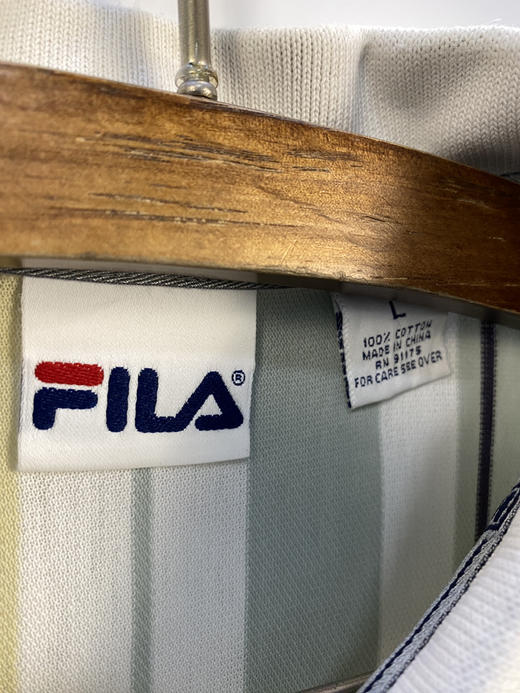 FILA®
L
100% COTTON
MADE IN CHINA
RN 91175
FOR CARE SEE OVER